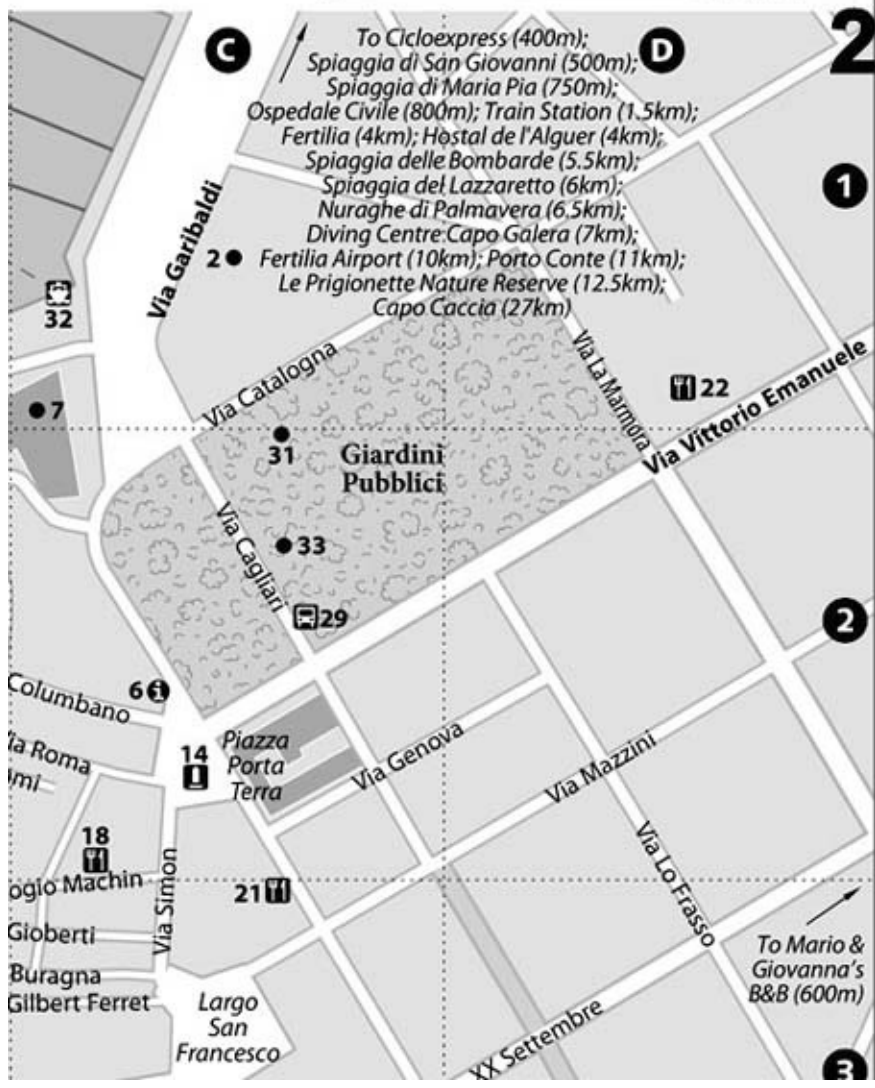 2
C
D
To Cicloexpress (400m);
Spiaggia di San Giovanni (500m);
Spiaggia di Maria Pia (750m);
Ospedale Civile (800m); Train Station (1.5km);
Fertilia (4km); Hostal de l'Alguer (4km);
Spiaggia delle Bombarde (5.5km);
Spiaggia del Lazzaretto (6km);
Nuraghe di Palmavera (6.5km);
Diving Centre Capo Galera (7km);
Fertilia Airport (10km); Porto Conte (11km);
Le Prigionette Nature Reserve (12.5km);
Capo Caccia (27km)
1
Via Garibaldi
2
32
Via Catalogna
Via La Marmora
22
Via Vittorio Emanuele
7
31
Giardini
Pubblici
Via Cagliari
33
29
2
6
Columbano
ia Roma
imi
14
Piazza
Porta
Terra
Via Genova
Via Mazzini
18
ogio Machin
Via Simon
21
Via Lo Frasso
Gioberti
Buragna
Gilbert Ferret
Largo
San
Francesco
XX Settembre
To Mario &
Giovanna's
B&B (600m)
3